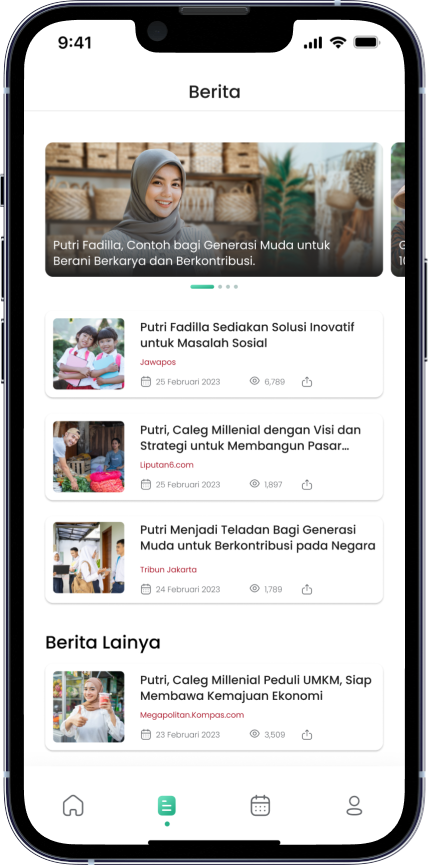 9:41
Berita
Putri Fadilla, Contoh bagi Generasi Muda untuk
Berani Berkarya dan Berkontribusi.
G
10
Putri Fadilla Sediakan Solusi Inovatif
untuk Masalah Sosial
Jawapos
25 Februari 2023 6,789
Putri, Caleg Millenial dengan Visi dan
Strategi untuk Membangun Pasar...
Liputan6.com
25 Februari 2023 1,897
Putri Menjadi Teladan Bagi Generasi
Muda untuk Berkontribusi pada Negara
Tribun Jakarta
24 Februari 2023 1,789
Berita Lainya
Putri, Caleg Millenial Peduli UMKM, Siap
Membawa Kemajuan Ekonomi
Megapolitan.Kompas.com
23 Februari 2023 3,509